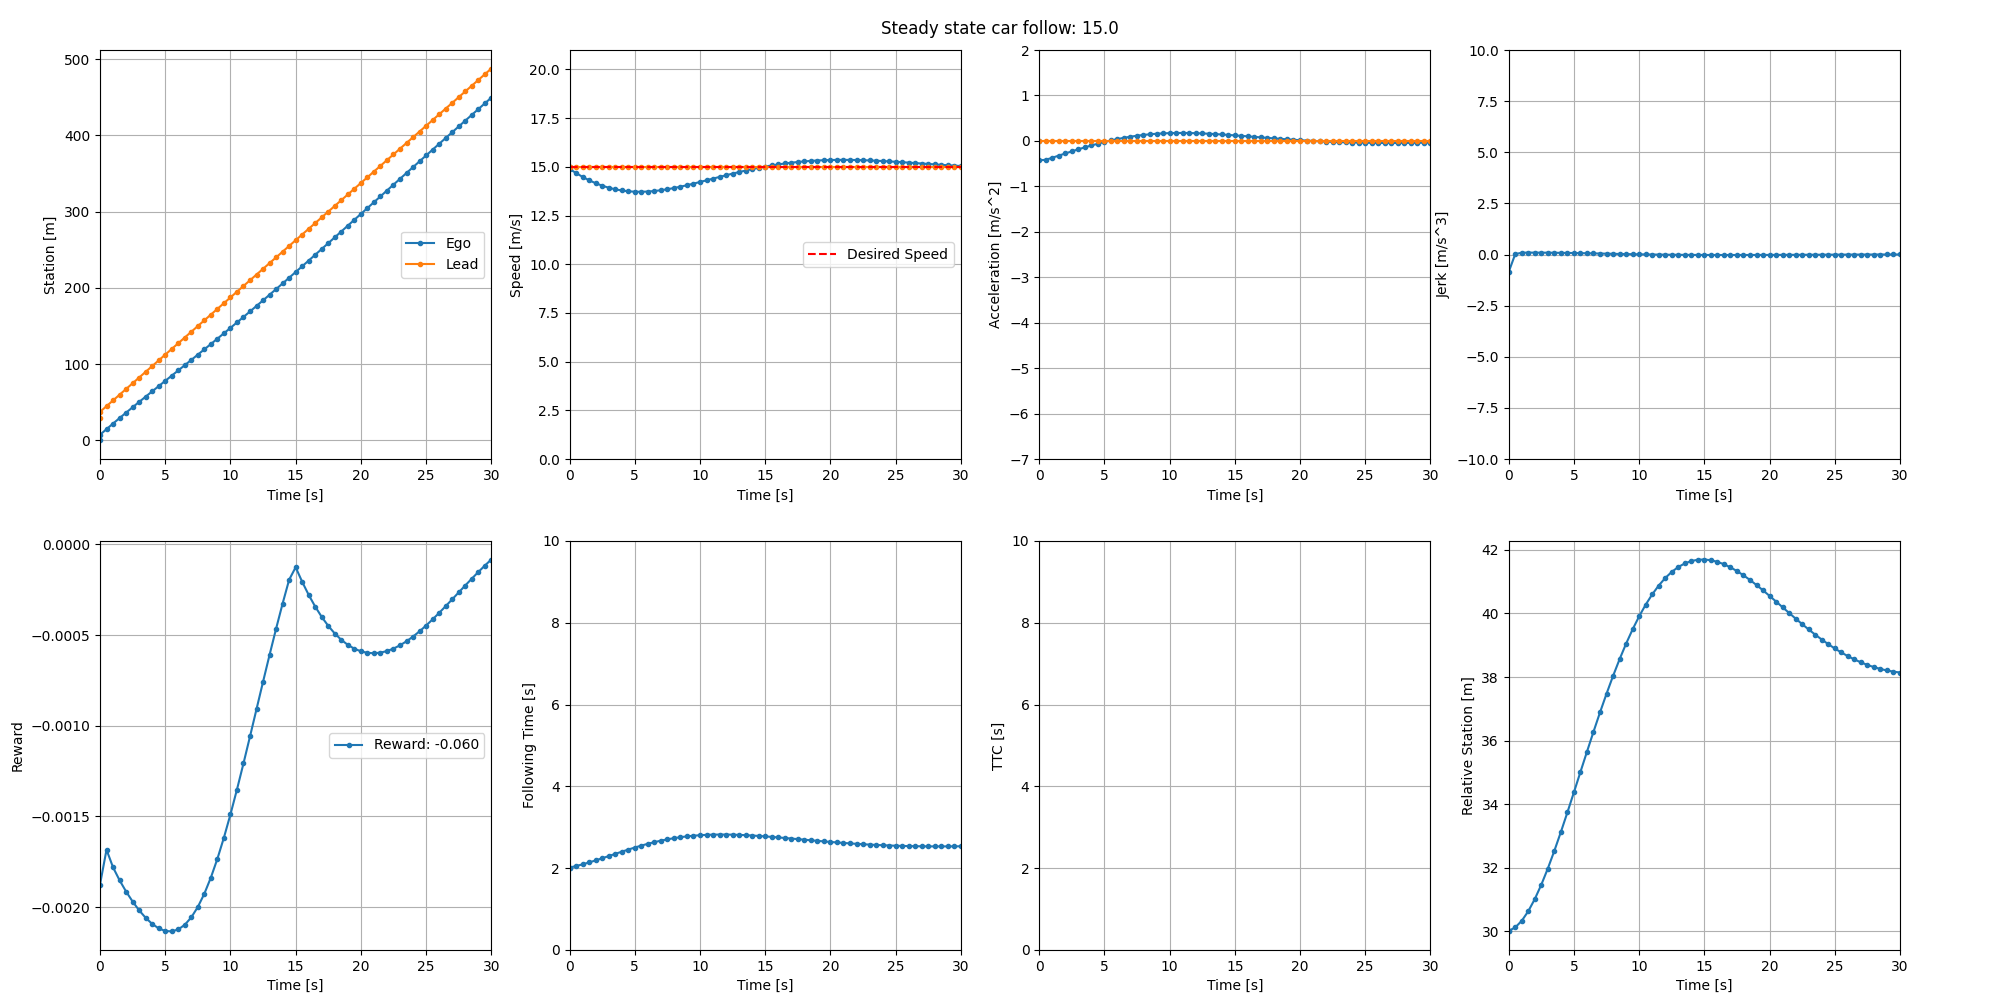 Steady state car follow: 15.0
500
400
300
200
100
0
Station [m]
Ego
Lead
0 5 10 15 20 25 30
Time [s]
20.0
17.5
15.0
12.5
10.0
7.5
5.0
2.5
0.0
Speed [m/s]
Desired Speed
0 5 10 15 20 25 30
Time [s]
2
1
0
−1
−2
−3
−4
−5
−6
−7
Acceleration [m/s^2]
0 5 10 15 20 25 30
Time [s]
10.0
7.5
5.0
2.5
0.0
−2.5
−5.0
−7.5
−10.0
Jerk [m/s^3]
0 5 10 15 20 25 30
Time [s]
0.0000
−0.0005
−0.0010
−0.0015
−0.0020
Reward
Reward: -0.060
0 5 10 15 20 25 30
Time [s]
10
8
6
4
2
0
Following Time [s]
0 5 10 15 20 25 30
Time [s]
10
8
6
4
2
0
TTC [s]
0 5 10 15 20 25 30
Time [s]
42
40
38
36
34
32
30
Relative Station [m]
0 5 10 15 20 25 30
Time [s]